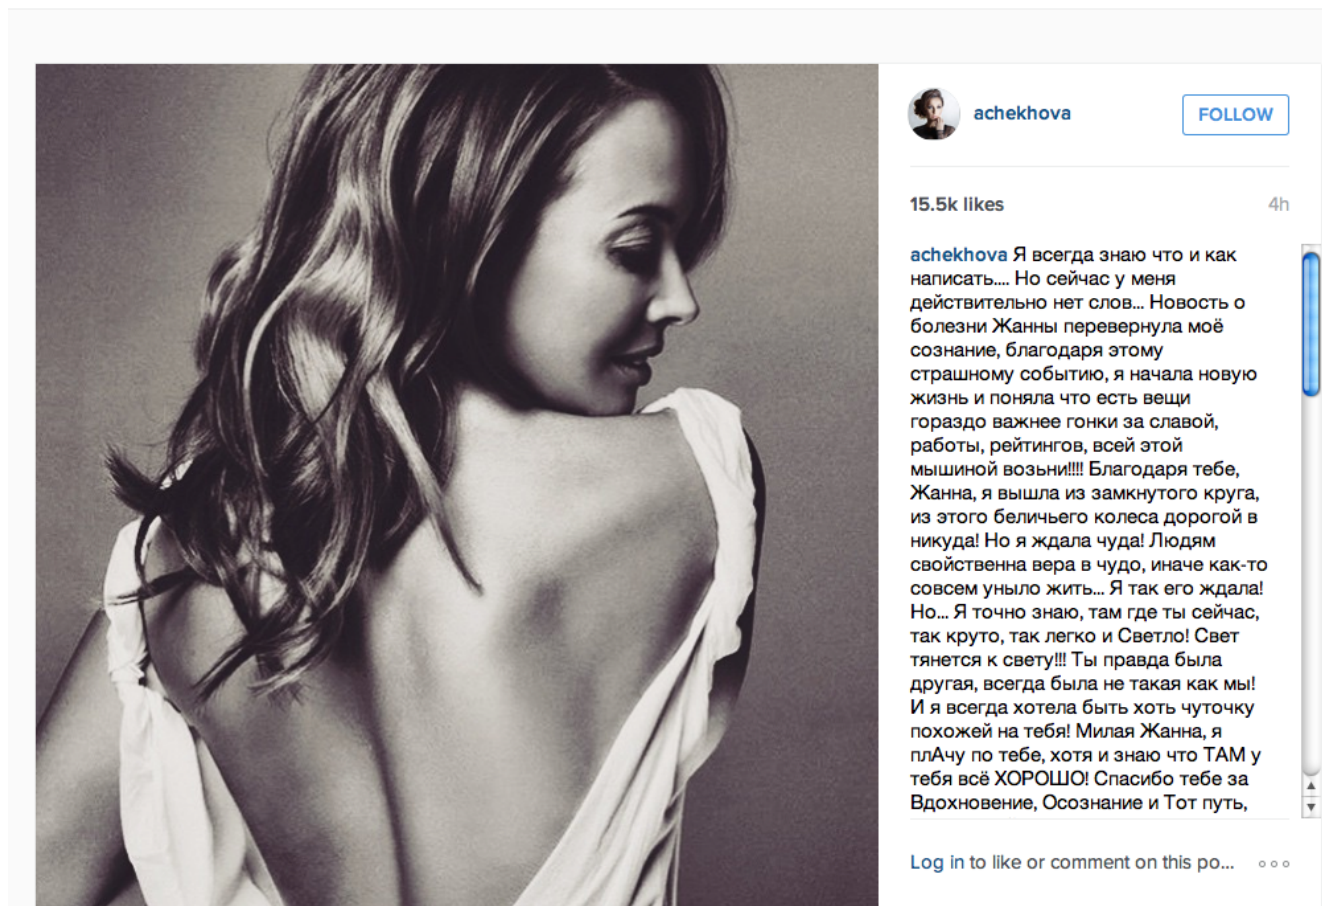 achekhova
FOLLOW
15.5k likes
4h
achekhova Я всегда знаю что и как
написать.... Но сейчас у меня
действительно нет слов... Новость о
болезни Жанны перевернула моё
сознание, благодаря этому
страшному событию, я начала новую
жизнь и поняла что есть вещи
гораздо важнее гонки за славой,
работы, рейтингов, всей этой
мышиной возьни!!!! Благодаря тебе,
Жанна, я вышла из замкнутого круга,
из этого беличьего колеса дорогой в
никуда! Но я ждала чуда! Людям
свойственна вера в чудо, иначе как-то
совсем уныло жить... Я так его ждала!
Но... Я точно знаю, там где ты сейчас,
так круто, так легко и Светло! Свет
тянется к свету!!! Ты правда была
другая, всегда была не такая как мы!
И я всегда хотела быть хоть чуточку
похожей на тебя! Милая Жанна, я
плАчу по тебе, хотя и знаю что ТАМ у
тебя всё ХОРОШО! Спасибо тебе за
Вдохновение, Осознание и Тот путь,
Log in to like or comment on this po...